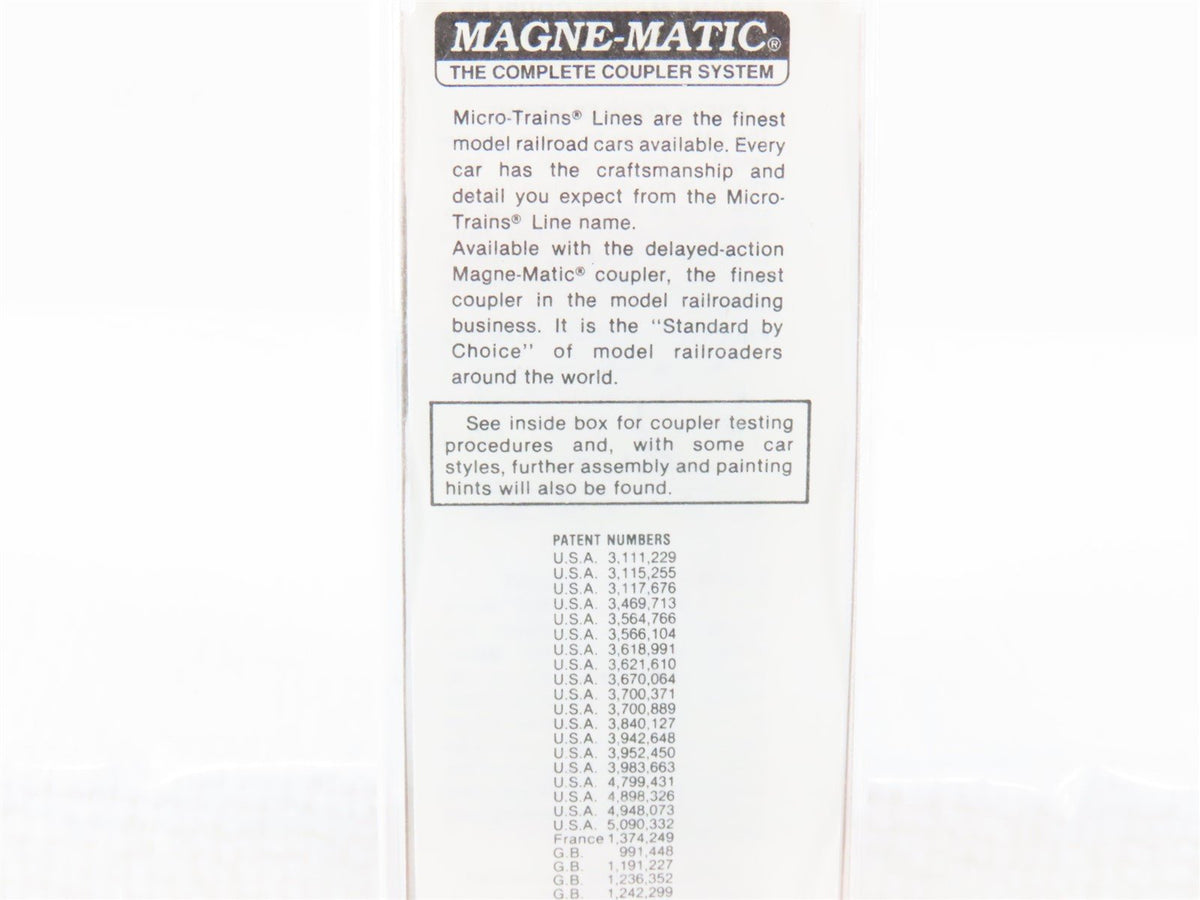 MAGNE-MATIC®
THE COMPLETE COUPLER SYSTEM
Micro-Trains® Lines are the finest
model railroad cars available. Every
car has the craftsmanship and
detail you expect from the Micro-
Trains® Line name.
Available with the delayed-action
Magne-Matic® coupler, the finest
coupler in the model railroading
business. It is the "Standard by
Choice" of model railroaders
around the world.
See inside box for coupler testing
procedures and, with some car
styles, further assembly and painting
hints will also be found.
PATENT NUMBERS
U.S.A. 3,111,229
U.S.A. 3,115,255
U.S.A. 3,117,676
U.S.A. 3,469,713
U.S.A. 3,564,766
U.S.A. 3,566,104
U.S.A. 3,618,991
U.S.A. 3,621,610
U.S.A. 3,670,064
U.S.A. 3,700,371
U.S.A. 3,700,889
U.S.A. 3,840,127
U.S.A. 3,942,648
U.S.A. 3,952,450
U.S.A. 3,983,663
U.S.A. 4,799,431
U.S.A. 4,898,326
U.S.A. 4,948,073
U.S.A. 5,090,332
France 1,374,249
G.B. 991,448
G.B. 1,191,227
G.B. 1,236,352
G.B. 1,242,299